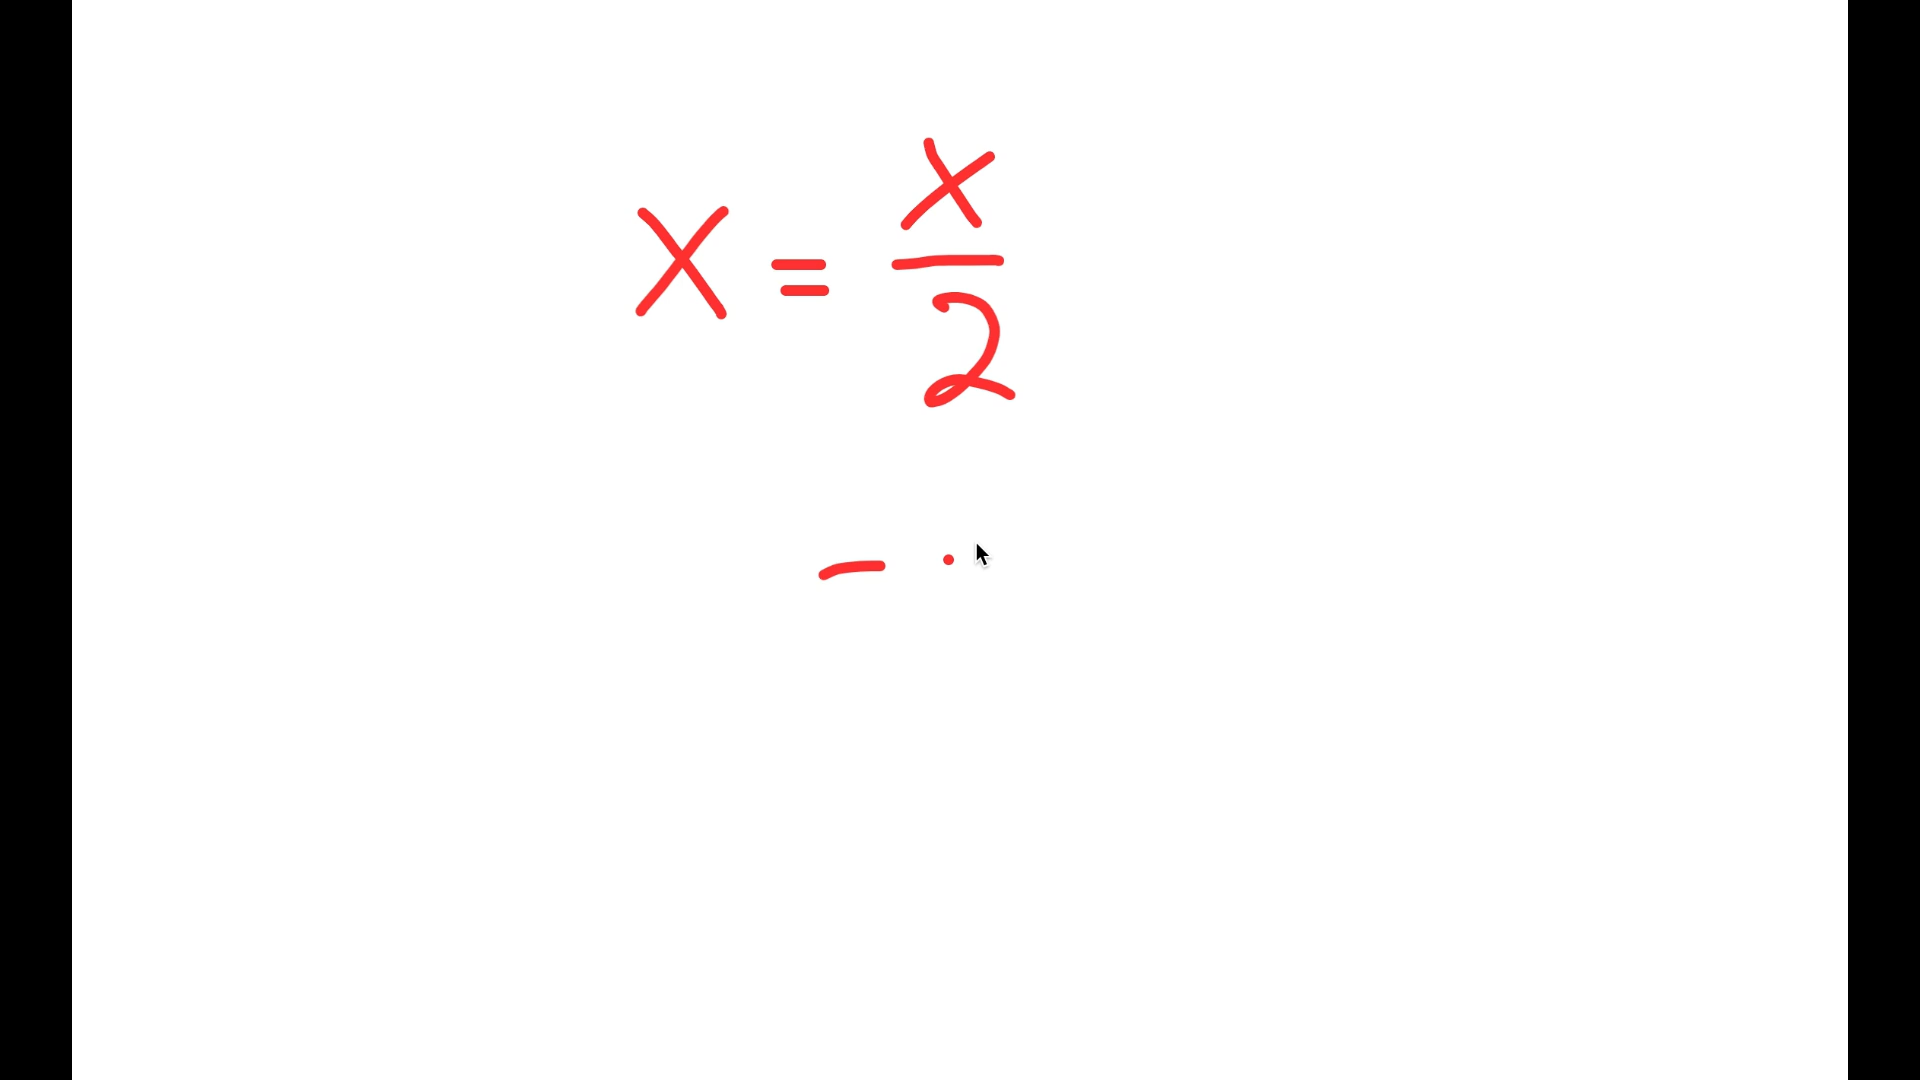 X = x/2